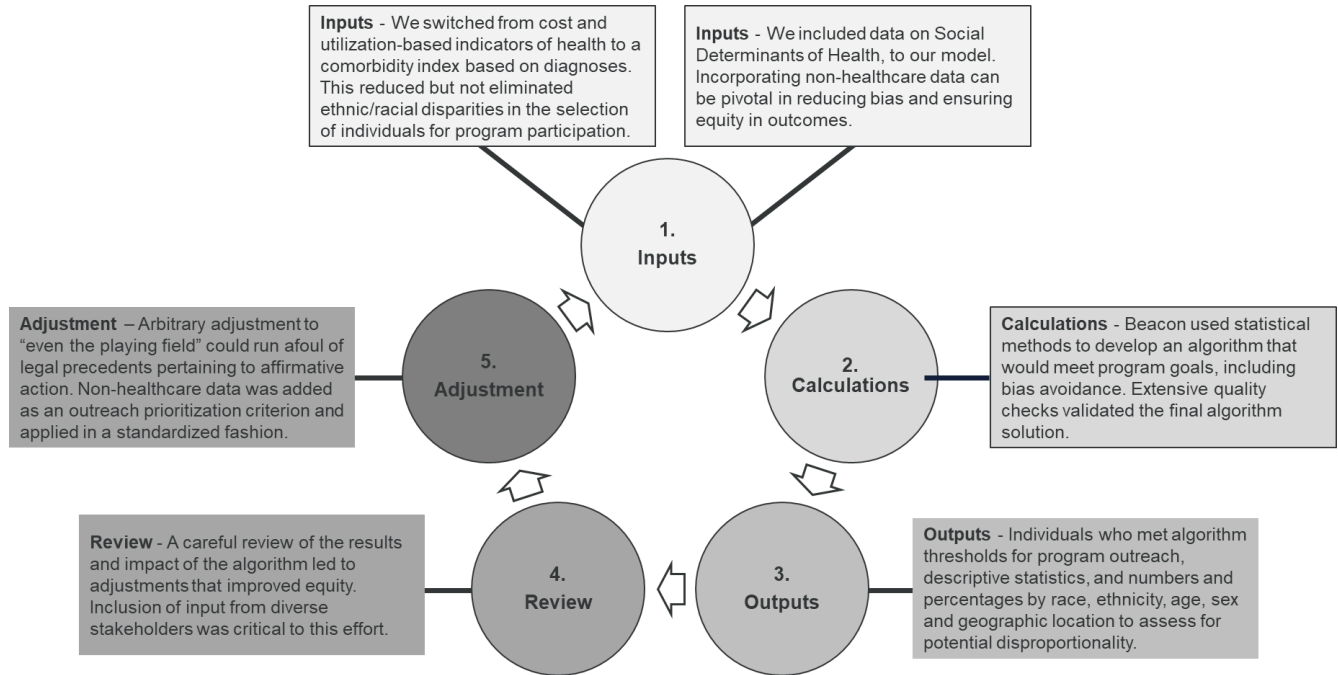 Inputs - We switched from cost and
utilization-based indicators of health to a
comorbidity index based on diagnoses.
This reduced but not eliminated
ethnic/racial disparities in the selection
of individuals for program participation.
Inputs - We included data on Social
Determinants of Health, to our model.
Incorporating non-healthcare data can
be pivotal in reducing bias and ensuring
equity in outcomes.
1.
Inputs
2.
Calculations
Calculations - Beacon used statistical
methods to develop an algorithm that
would meet program goals, including
bias avoidance. Extensive quality
checks validated the final algorithm
solution.
3.
Outputs
Outputs - Individuals who met algorithm
thresholds for program outreach,
descriptive statistics, and numbers and
percentages by race, ethnicity, age, sex
and geographic location to assess for
potential disproportionality.
4.
Review
Review - A careful review of the results
and impact of the algorithm led to
adjustments that improved equity.
Inclusion of input from diverse
stakeholders was critical to this effort.
5.
Adjustment
Adjustment – Arbitrary adjustment to
“even the playing field” could run afoul of
legal precedents pertaining to affirmative
action. Non-healthcare data was added
as an outreach prioritization criterion and
applied in a standardized fashion.